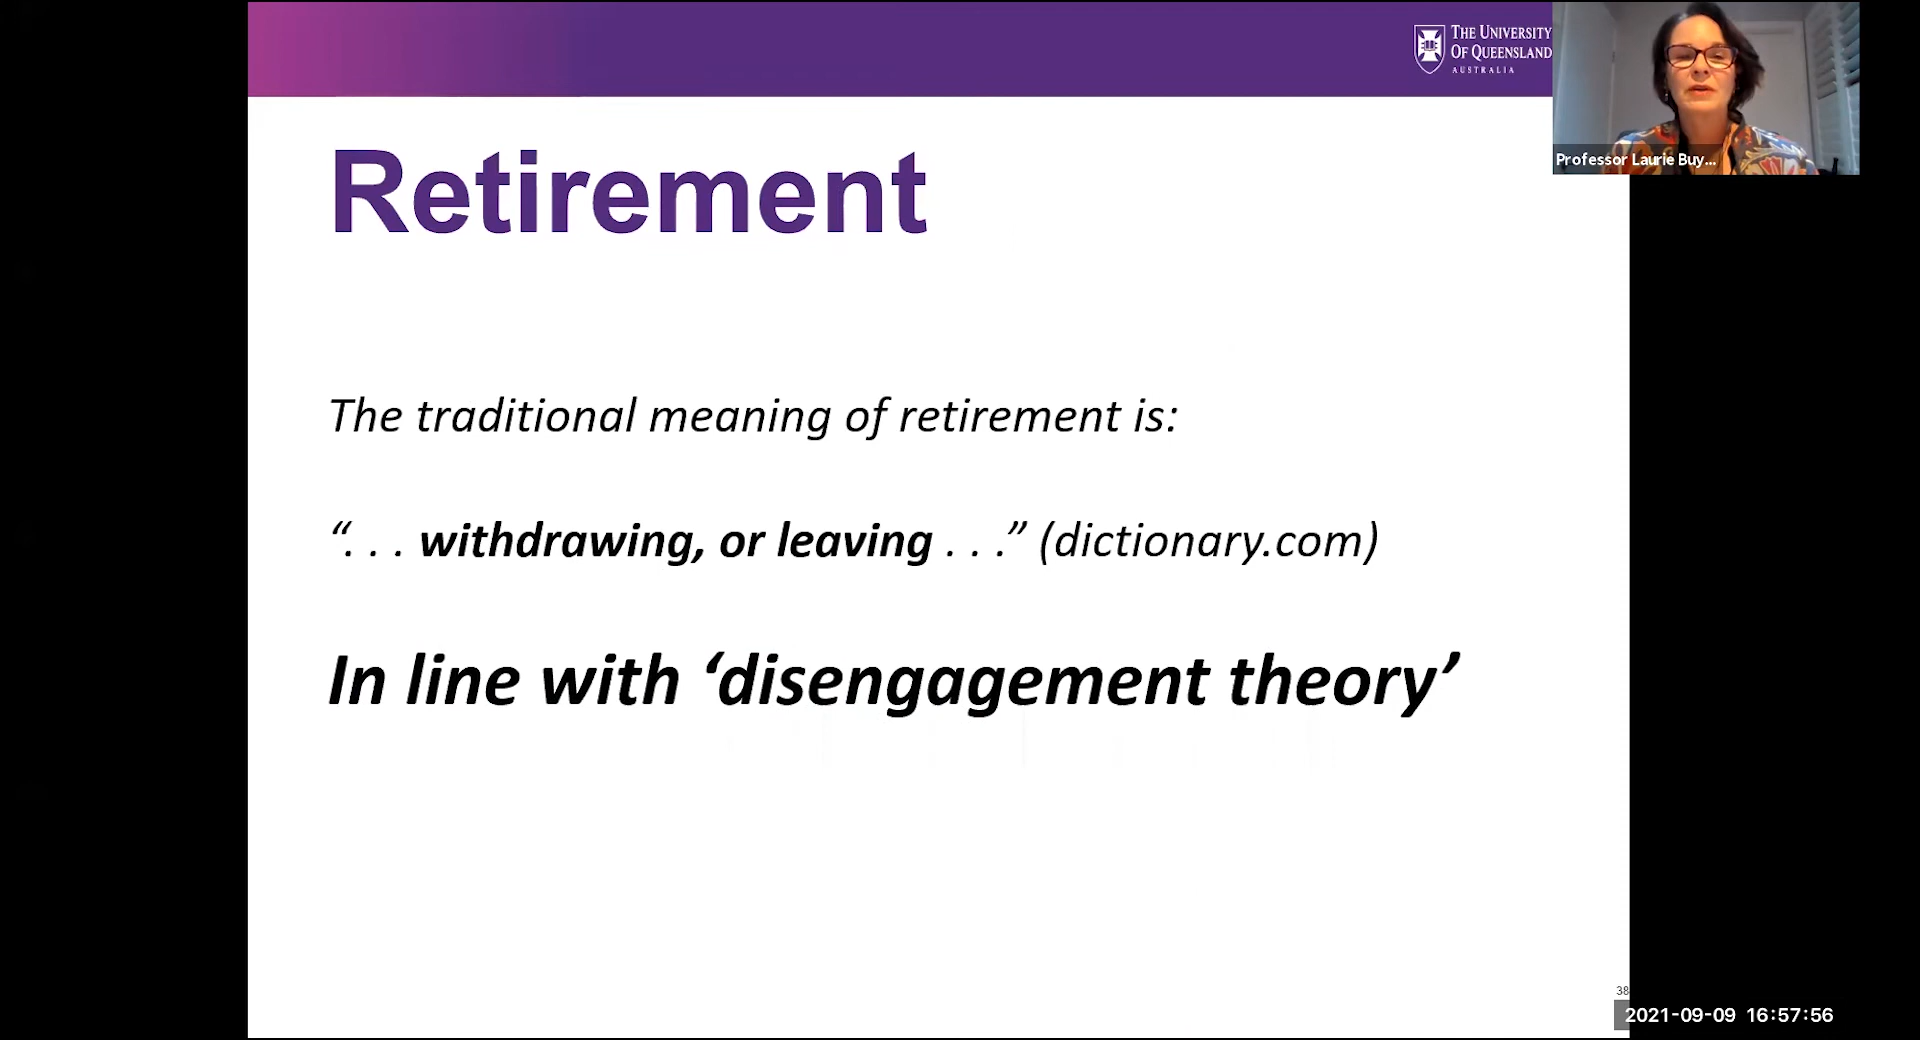 THE UNIVERSITY
OF QUEENSLAND
AUSTRALIA
Professor Laurie Buy...
Retirement
The traditional meaning of retirement is:
“. . . withdrawing, or leaving . . .” (dictionary.com)
In line with ‘disengagement theory’
38
2021-09-09 16:57:56